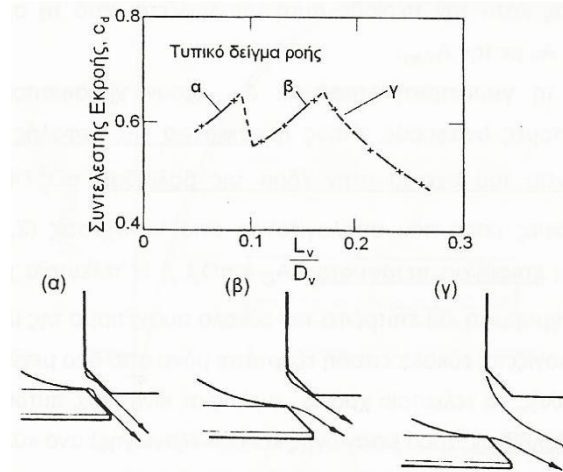 Συντελεστής Εκροής, c_d
0.8
0.6
0.4
Τυπικό δείγμα ροής
α
β
γ
0
0.1
0.2
0.3
L_v
D_v
(α)
(β)
(γ)